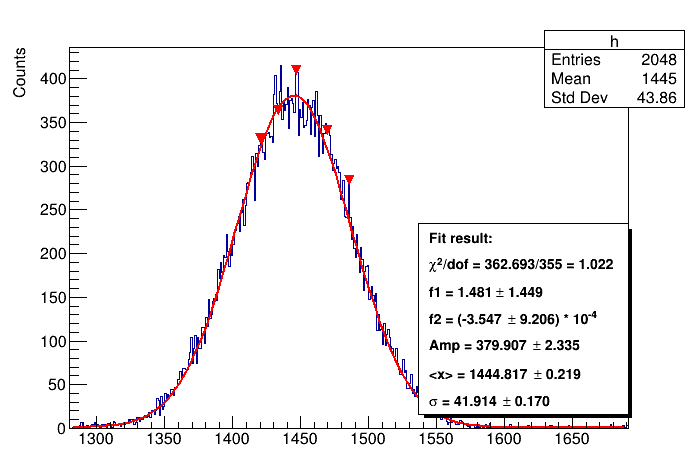 h
Entries 2048
Mean 1445
Std Dev 43.86
Counts
400
350
300
250
200
150
100
50
0
1300 1350 1400 1450 1500 1550 1600 1650
Fit result:
χ²/dof = 362.693/355 = 1.022
f1 = 1.481 ± 1.449
f2 = (-3.547 ± 9.206) * 10⁻⁴
Amp = 379.907 ± 2.335
<x> = 1444.817 ± 0.219
σ = 41.914 ± 0.170